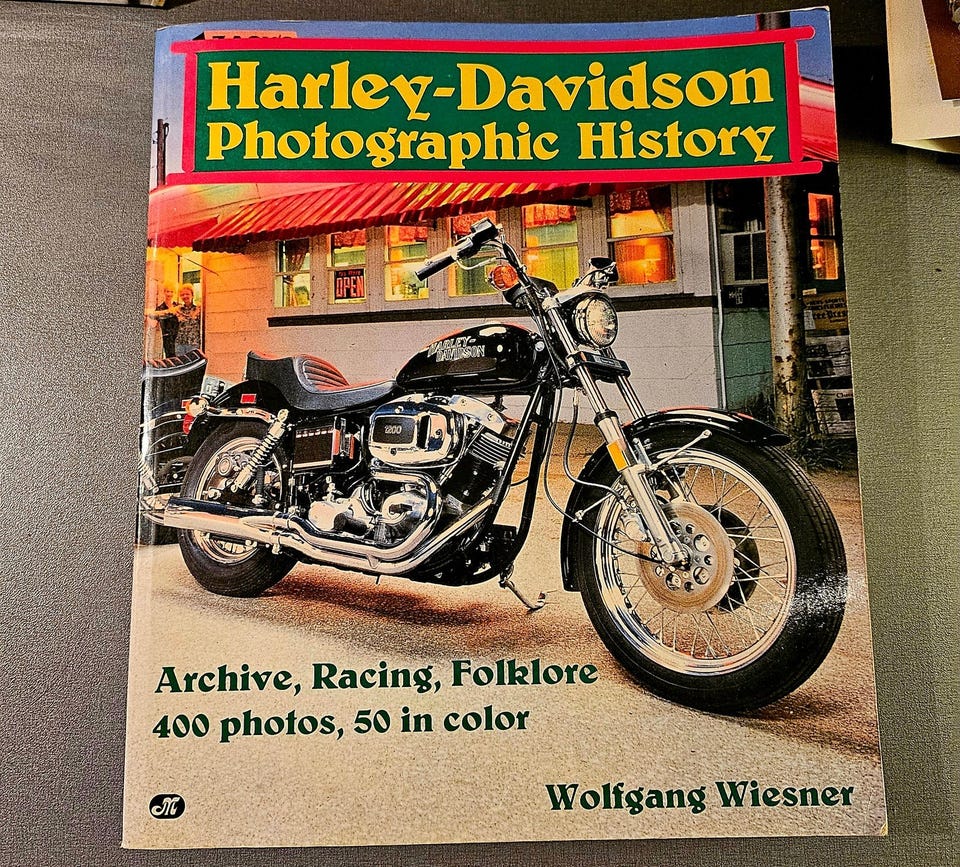 Harley-Davidson
Photographic History
OPEN
HARLEY-
DAVIDSON
1200
Archive, Racing, Folklore
400 photos, 50 in color
M
Wolfgang Wiesner